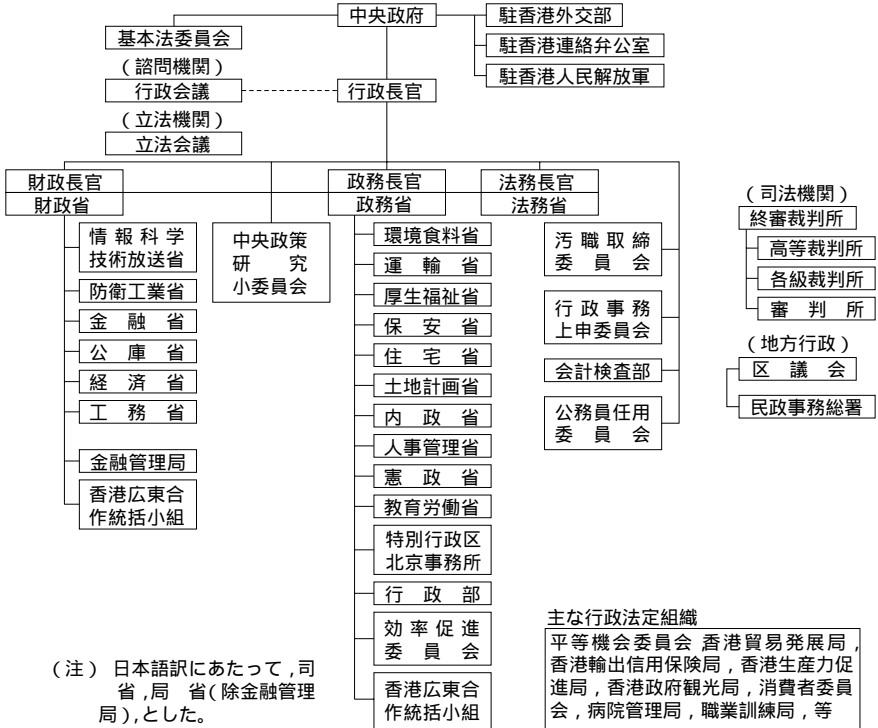 中央政府
基本法委員会
駐香港外交部
駐香港連絡弁公室
駐香港人民解放軍
(諮問機関)
行政会議
行政長官
(立法機関)
立法会議
財政長官
財政省
政務長官
政務省
法務長官
法務省
情報科学
技術放送省
防衛工業省
金融省
公庫省
経済省
工務省
金融管理局
香港広東合
作統括小組
中央政策
研究
小委員会
環境食料省
運輸省
厚生福祉省
保安省
住宅省
土地計画省
内政省
人事管理省
憲政省
教育労働省
特別行政区
北京事務所
行政部
効率促進
委員会
香港広東合
作統括小組
汚職取締
委員会
行政事務
上申委員会
会計検査部
公務員任用
委員会
(司法機関)
終審裁判所
高等裁判所
各級裁判所
審判所
(地方行政)
区議会
民政事務総署
(注) 日本語訳にあたって,司
省,局 省(除金融管理
局),とした。
主な行政法定組織
平等機会委員会 香港貿易発展局,
香港輸出信用保険局,香港生産力促
進局,香港政府観光局,消費者委員
会,病院管理局,職業訓練局,等